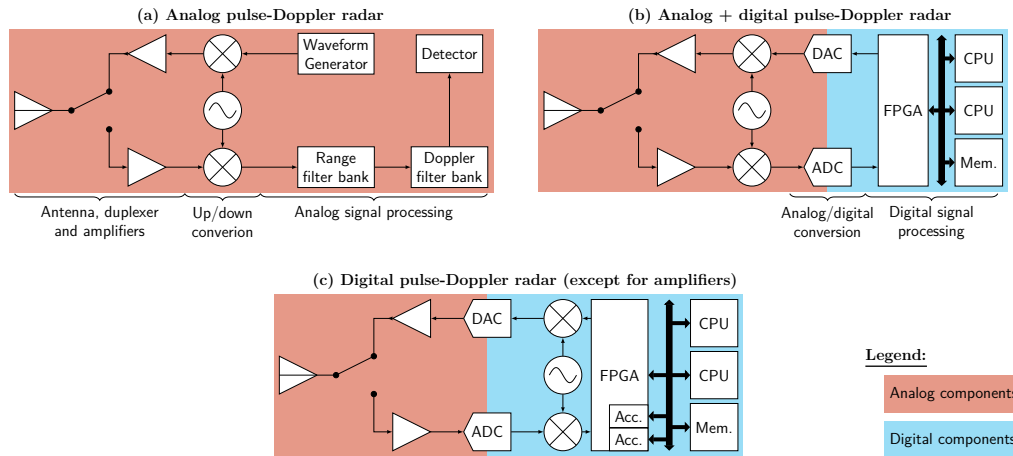 (a) Analog pulse-Doppler radar
Waveform
Generator
Detector
Range
filter bank
Doppler
filter bank
Antenna, duplexer
and amplifiers
Up/down
converion
Analog signal processing
(b) Analog + digital pulse-Doppler radar
DAC
ADC
FPGA
CPU
CPU
Mem.
Analog/digital
conversion
Digital signal
processing
(c) Digital pulse-Doppler radar (except for amplifiers)
DAC
ADC
FPGA
Acc.
Acc.
CPU
CPU
Mem.
Legend:
Analog components
Digital components